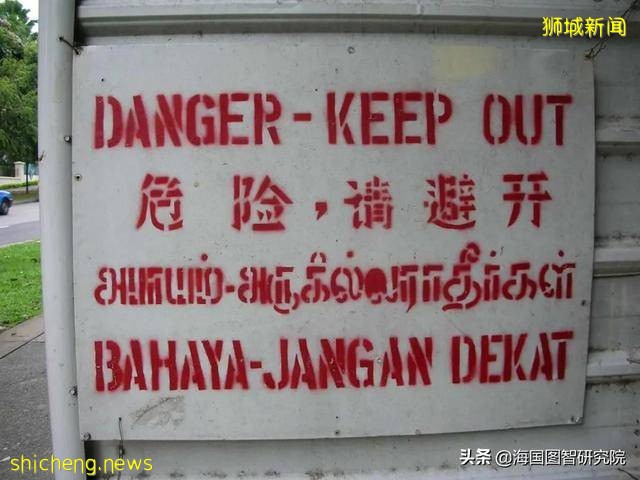 狮城新闻
DANGER-KEEP OUT
危险,请避开
அபாயம்-அருகில்வராதீர்கள்
BAHAYA-JANGAN DEKAT
shicheng.news
头条 @海国图智研究院